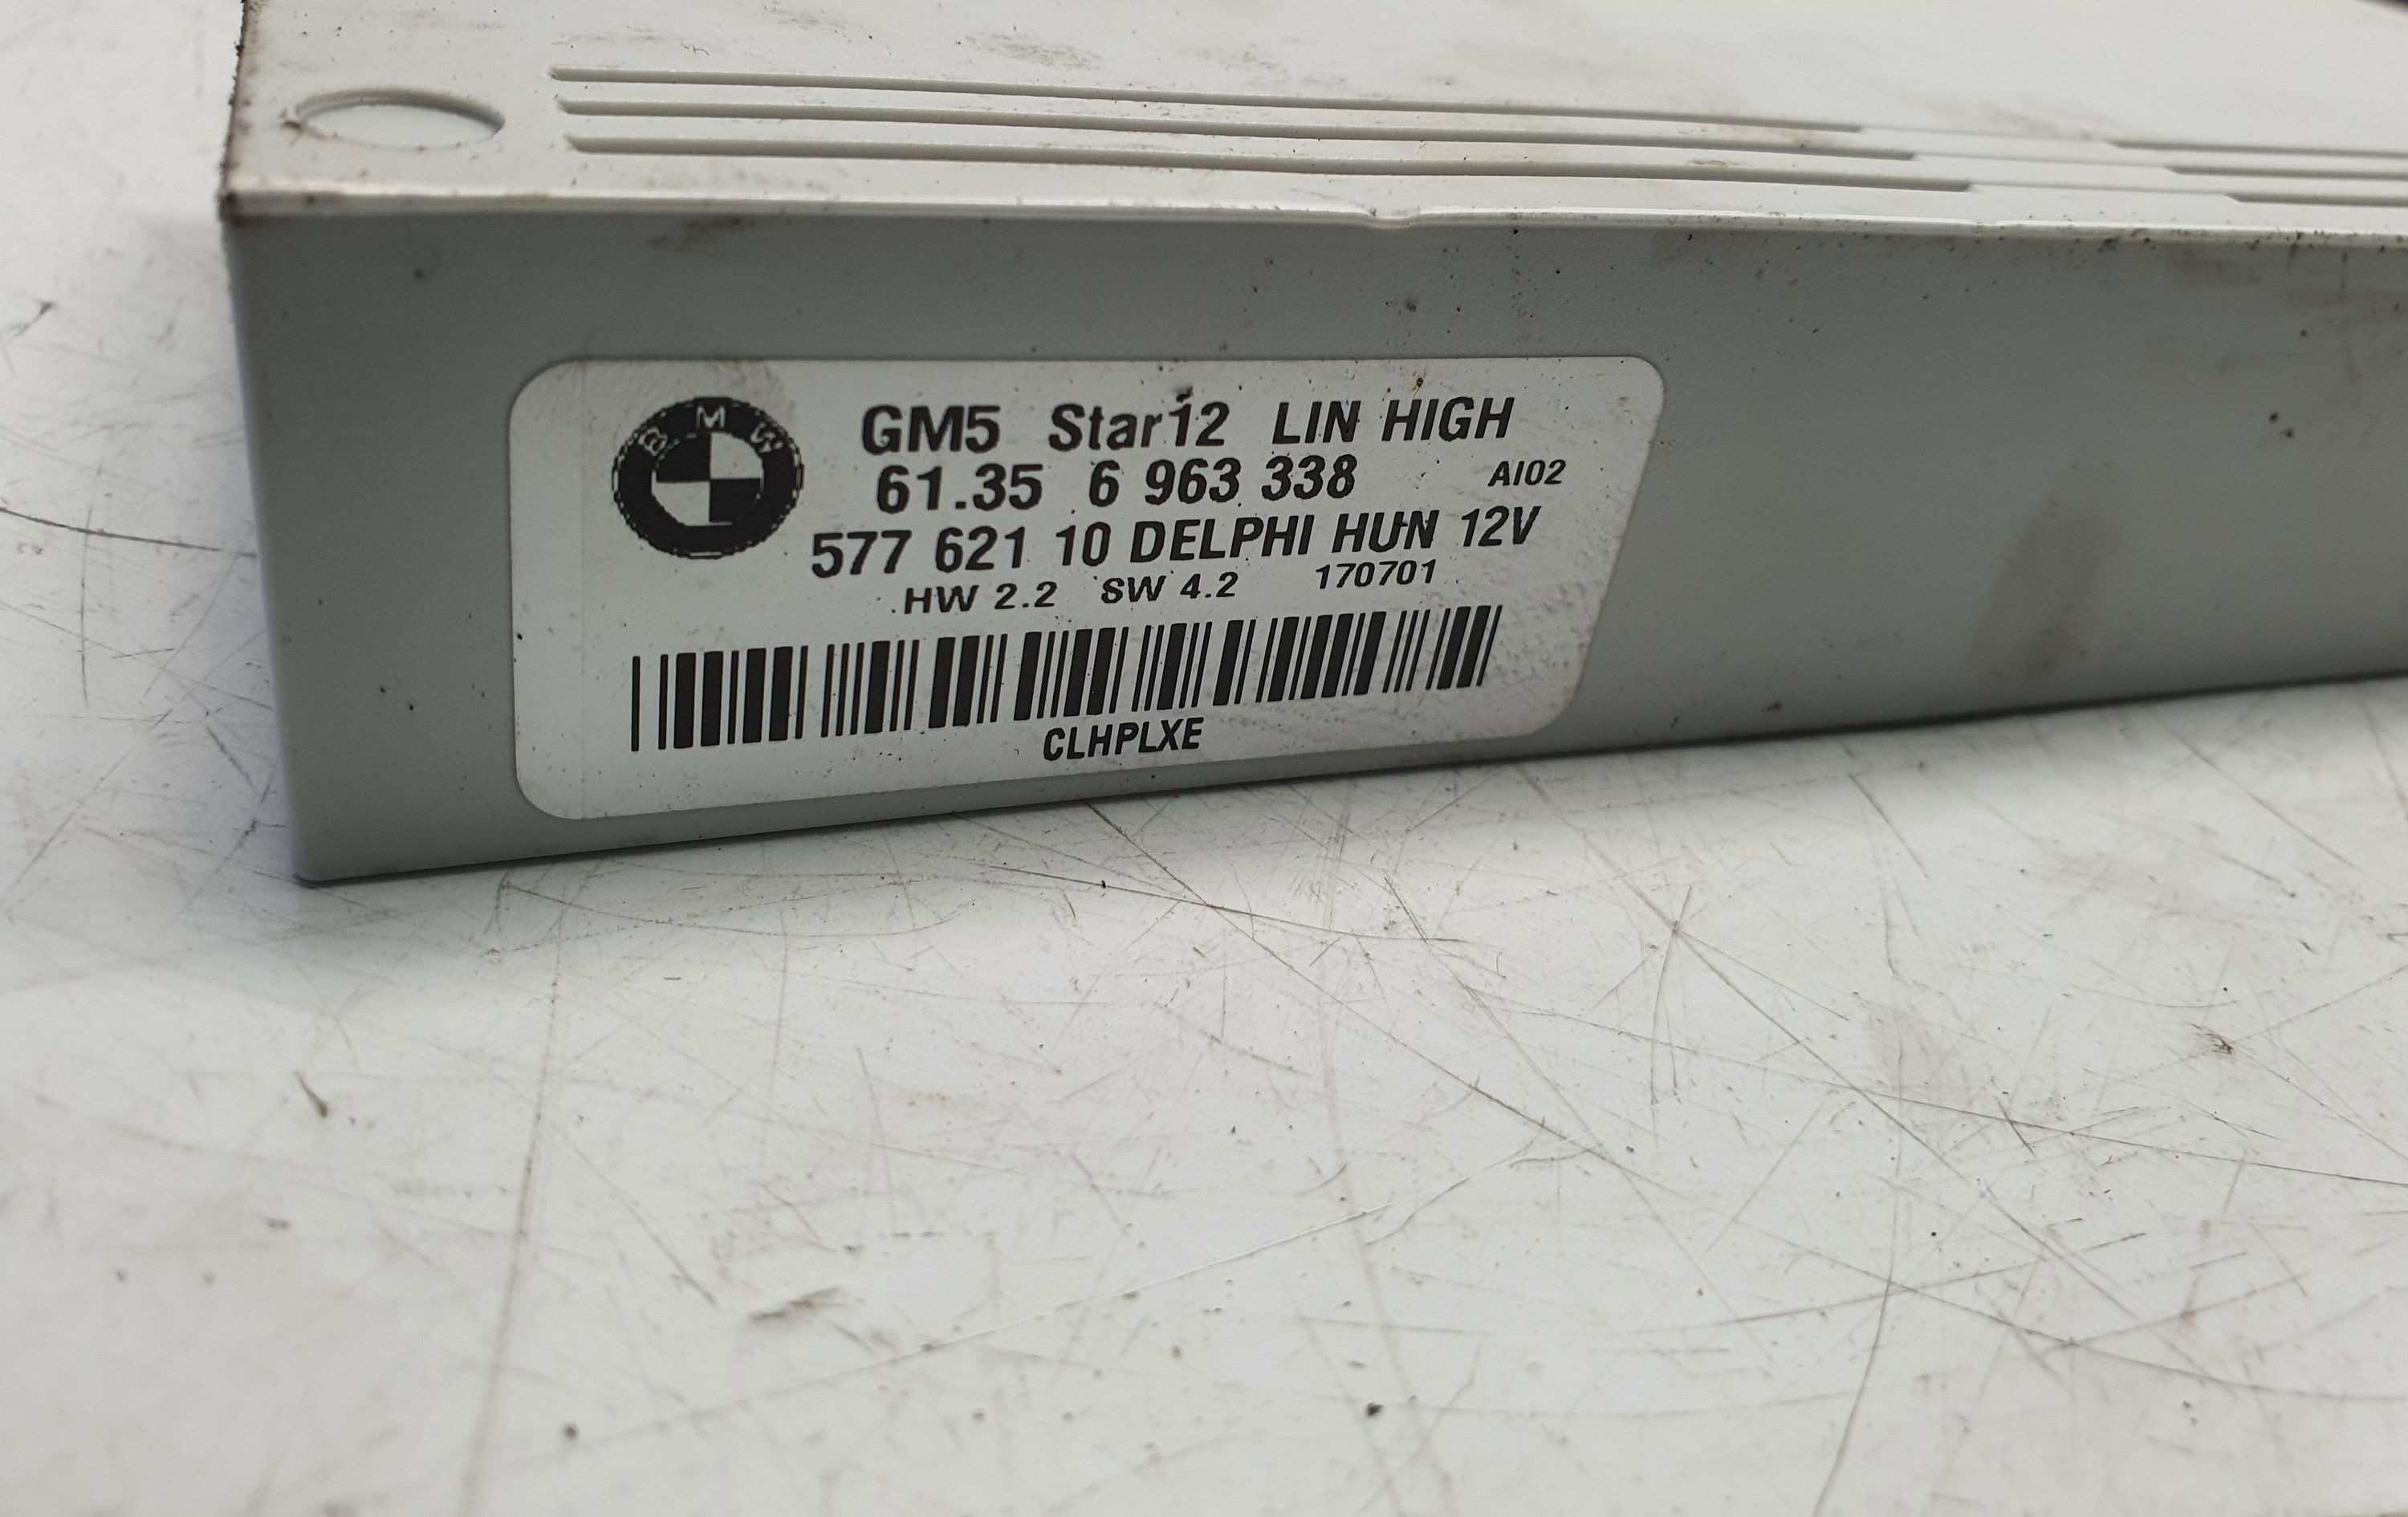 BMW
GM5 Star12 LIN HIGH
61.35 6 963 338 AI02
577 621 10 DELPHI HUN 12V
HW 2.2 SW 4.2 170701
CLHPLXE